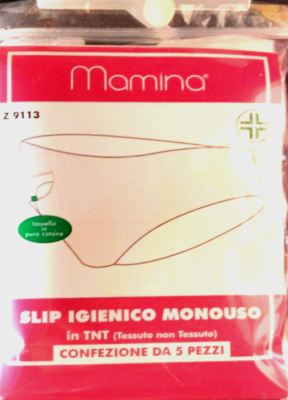 Mamina®
Z 9113
tassello
in
puro cotone
SLIP IGIENICO MONOUSO
in TNT (Tessuto non Tessuto)
CONFEZIONE DA 5 PEZZI